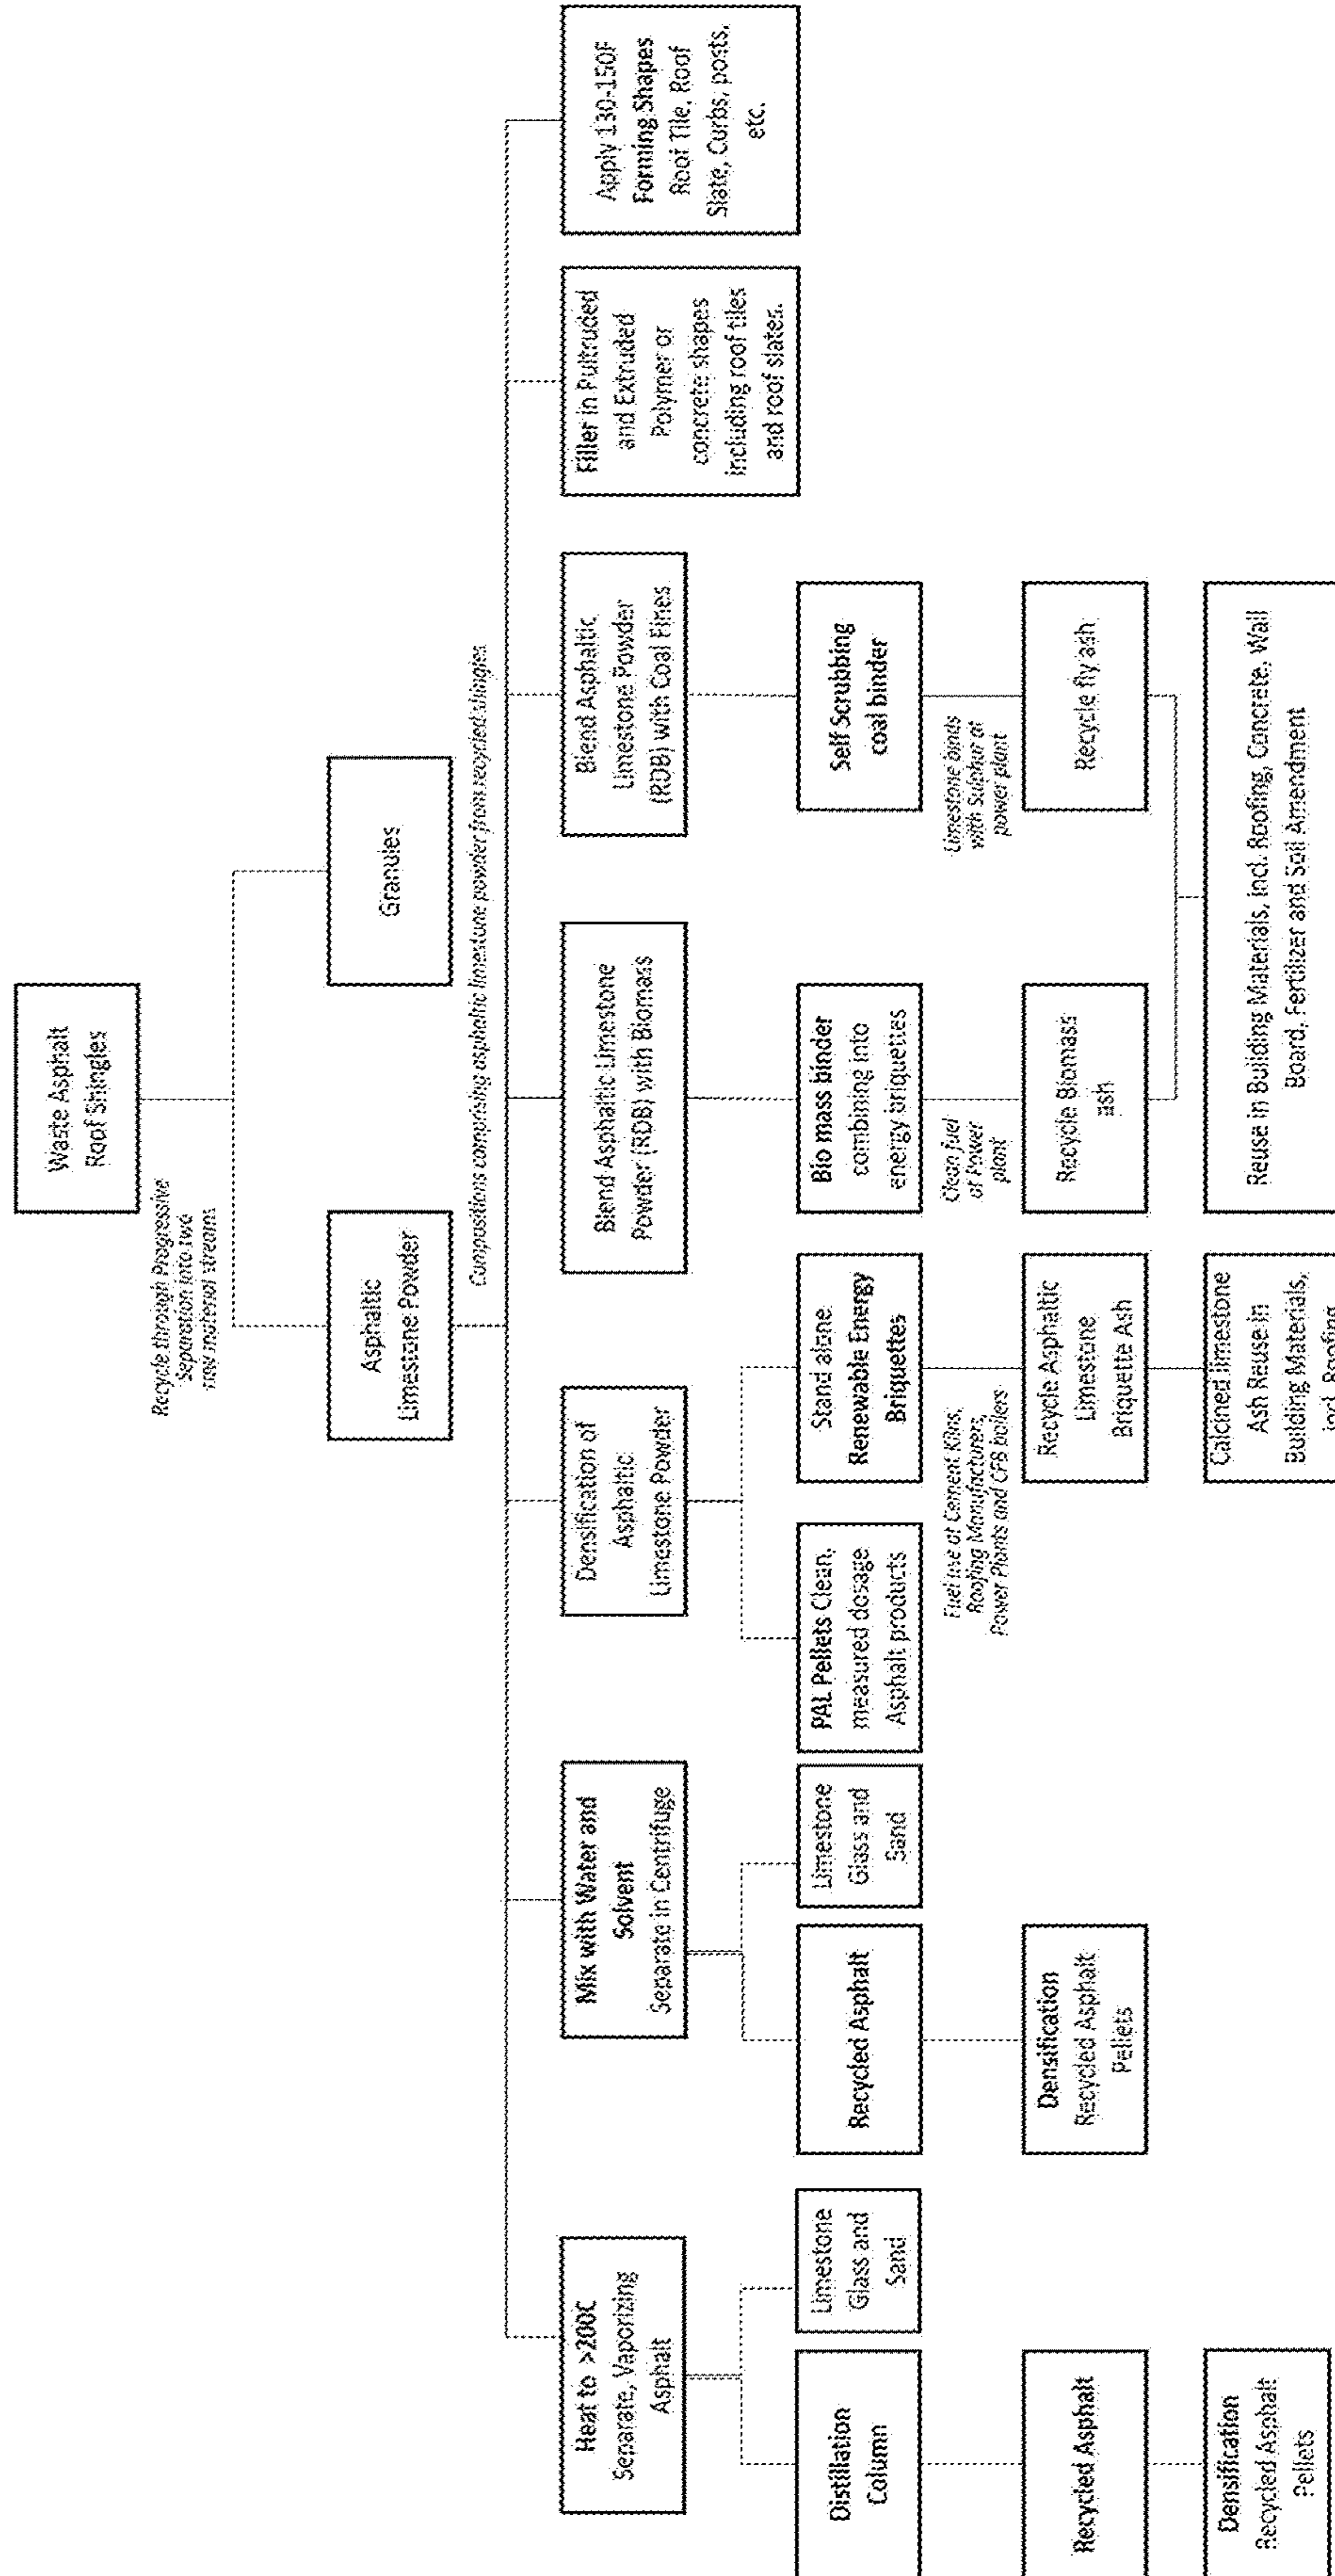 Waste Asphalt
Roof Shingles
Recycle through Progressive
Separation into two
raw material streams
Asphaltic
Limestone Powder
Granules
Compositions comprising asphaltic limestone powder from recycled shingles
Heat to >200C
Separate, Vaporizing
Asphalt
Mix with Water and
Solvent
Separate in Centrifuge
Densification of
Asphaltic
Limestone Powder
Blend Asphaltic Limestone
Powder (RDB) with Biomass
Blend Asphaltic
Limestone Powder
(RDB) with Coal Fines
Filler in Pultruded
and Extruded
Polymer or
concrete shapes
including roof tiles
and roof slates.
Apply 130-150F
Forming Shapes
Roof Tile, Roof
Slate, Curbs, posts,
etc.
Distillation
Column
Limestone
Glass and
Sand
Recycled Asphalt
Limestone
Glass and
Sand
PAL Pellets Clean,
measured dosage
Asphalt products
Stand alone
Renewable Energy
Briquettes
Bio mass binder
combining into
energy briquettes
Self Scrubbing
coal binder
Fuel use at Cement Kilns,
Roofing Manufacturers,
Power Plants and CFB boilers
Clean fuel
at Power
plant
Limestone binds
with Sulphur at
power plant
Recycled Asphalt
Densification
Recycled Asphalt
Pellets
Recycle Asphaltic
Limestone
Briquette Ash
Recycle Biomass
ash
Recycle fly ash
Densification
Recycled Asphalt
Pellets
Calcined limestone
Ash Reuse in
Building Materials,
incl. Roofing
Reuse in Building Materials, incl. Roofing, Concrete, Wall
Board, Fertilizer and Soil Amendment